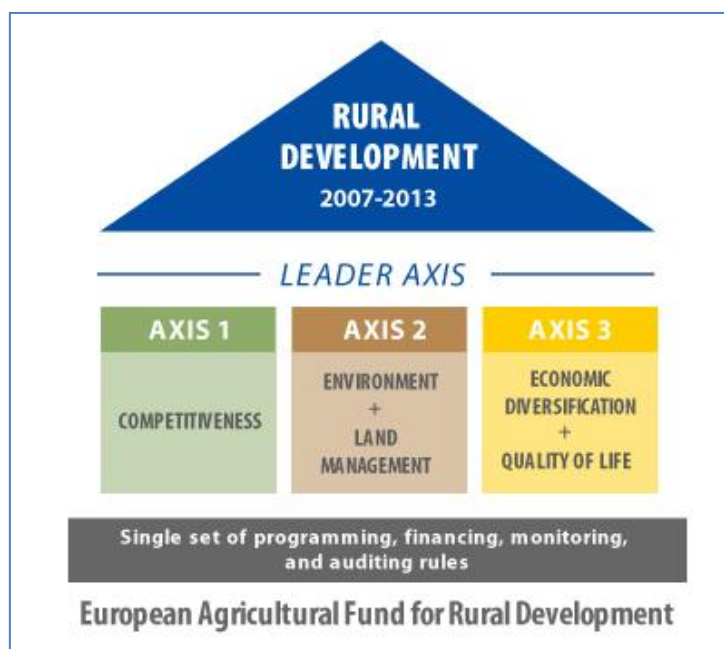 RURAL
DEVELOPMENT
2007-2013
LEADER AXIS
AXIS 1
COMPETITIVENESS
AXIS 2
ENVIRONMENT
+
LAND
MANAGEMENT
AXIS 3
ECONOMIC
DIVERSIFICATION
+
QUALITY OF LIFE
Single set of programming, financing, monitoring,
and auditing rules
European Agricultural Fund for Rural Development